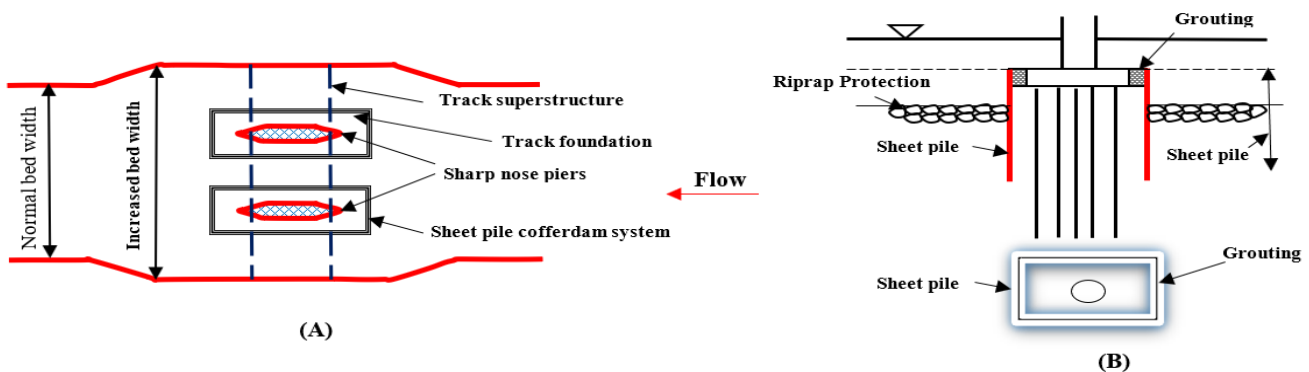 Normal bed width
Increased bed width
Track superstructure
Track foundation
Sharp nose piers
Sheet pile cofferdam system
(A)
Flow
Grouting
Riprap Protection
Sheet pile
Sheet pile
Sheet pile
Grouting
(B)